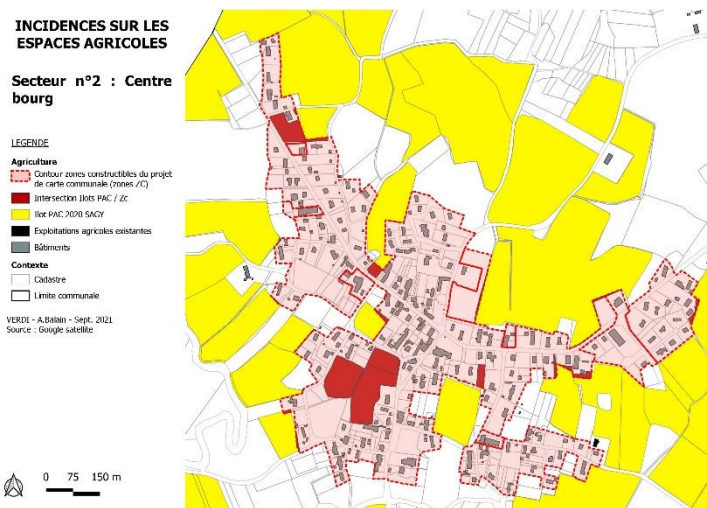 INCIDENCES SUR LES
ESPACES AGRICOLES
Secteur n°2 : Centre
bourg
LEGENDE
Agriculture
Contour zones constructibles du projet
de carte communale (zones ZC)
Intersection Ilots PAC / Zc
Ilot PAC 2020 SAGY
Exploitations agricoles existantes
Bâtiments
Contexte
Cadastre
Limite communale
VERDI - A.Balain - Sept. 2021
Source : Google satellite
0 75 150 m